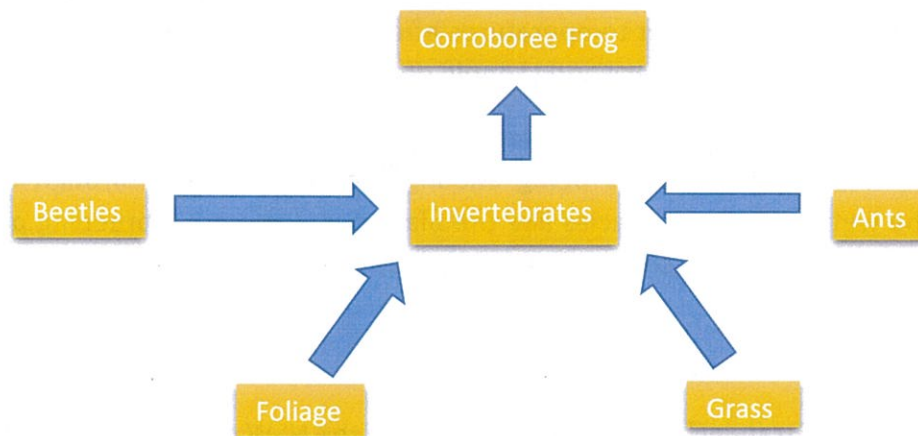 Corroboree Frog
Beetles
Invertebrates
Ants
Foliage
Grass